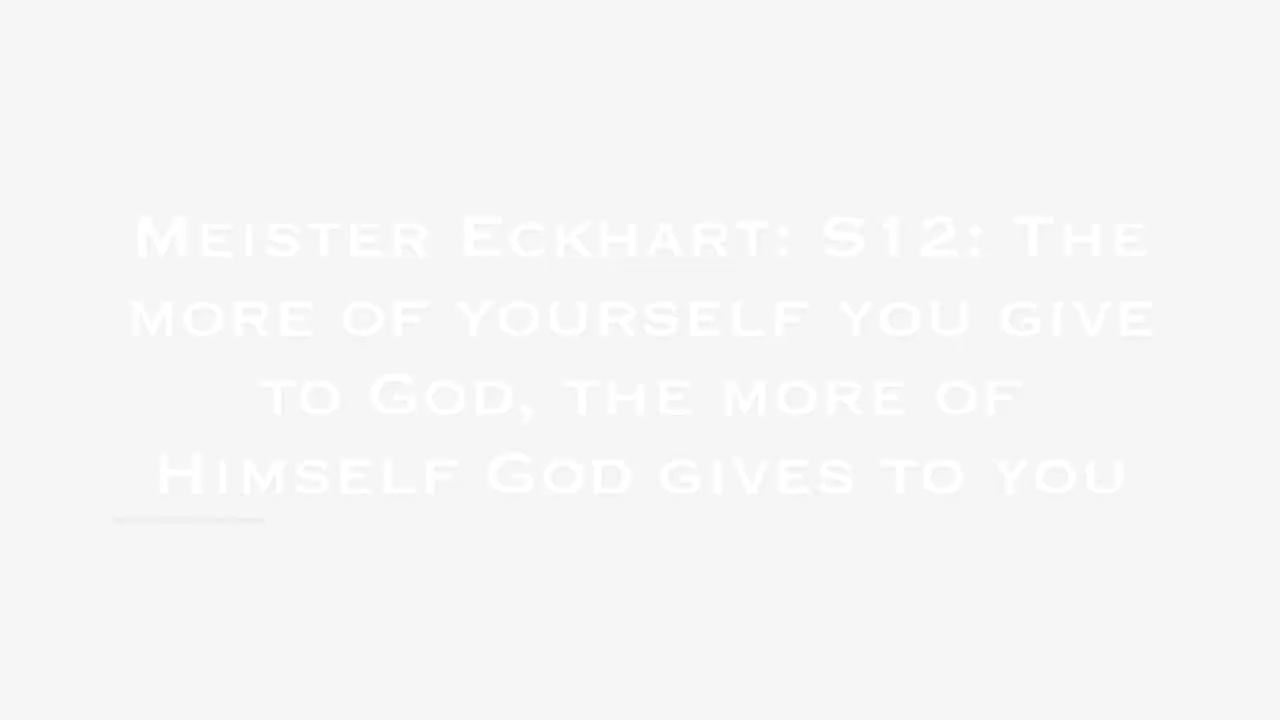 Meister Eckhart: S12: The
more of yourself you give
to God, the more of
Himself God gives to you